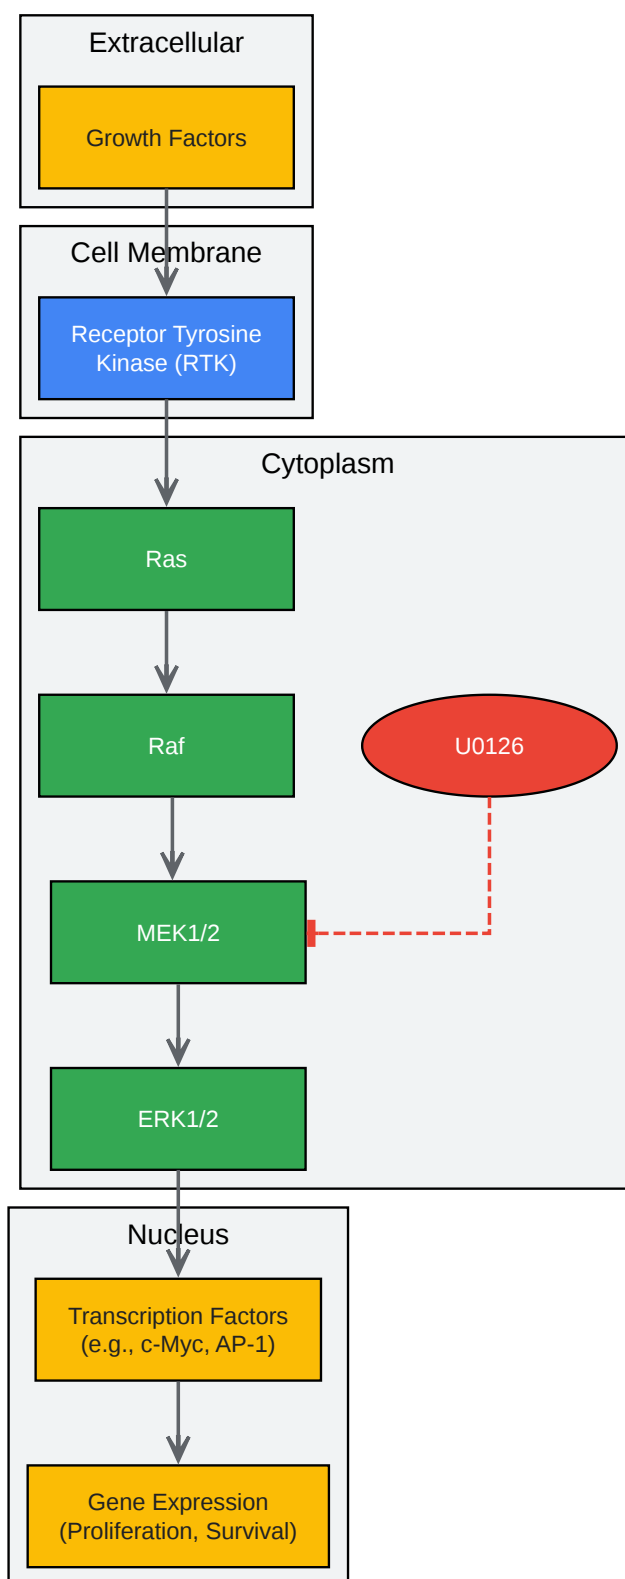 Extracellular
Growth Factors
Cell Membrane
Receptor Tyrosine
Kinase (RTK)
Cytoplasm
Ras
Raf
U0126
MEK1/2
ERK1/2
Nucleus
Transcription Factors
(e.g., c-Myc, AP-1)
Gene Expression
(Proliferation, Survival)